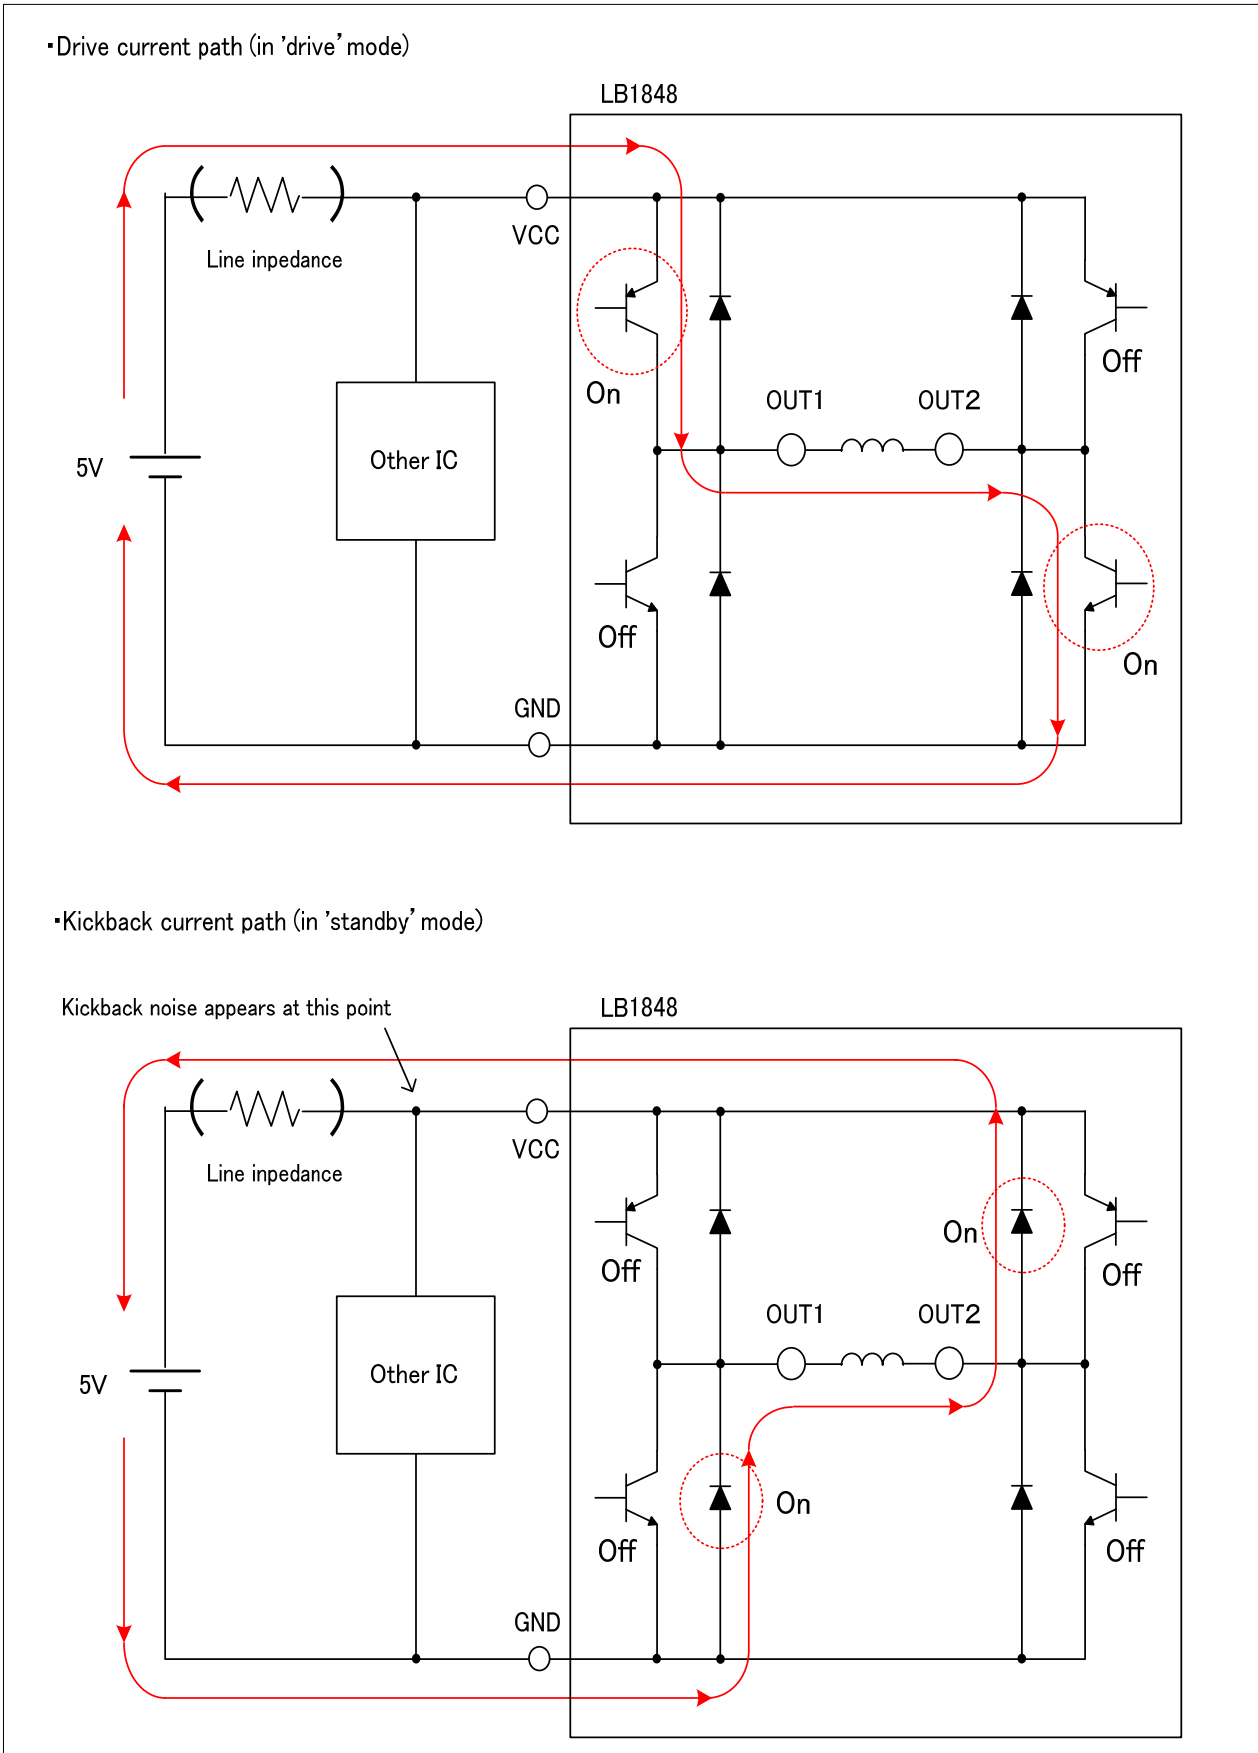 ・Drive current path (in 'drive' mode)
LB1848
VCC
Line inpedance
On
Off
OUT1
OUT2
5V
Other IC
Off
On
GND
・Kickback current path (in 'standby' mode)
Kickback noise appears at this point
LB1848
VCC
Line inpedance
On
Off
Off
OUT1
OUT2
5V
Other IC
On
Off
Off
GND